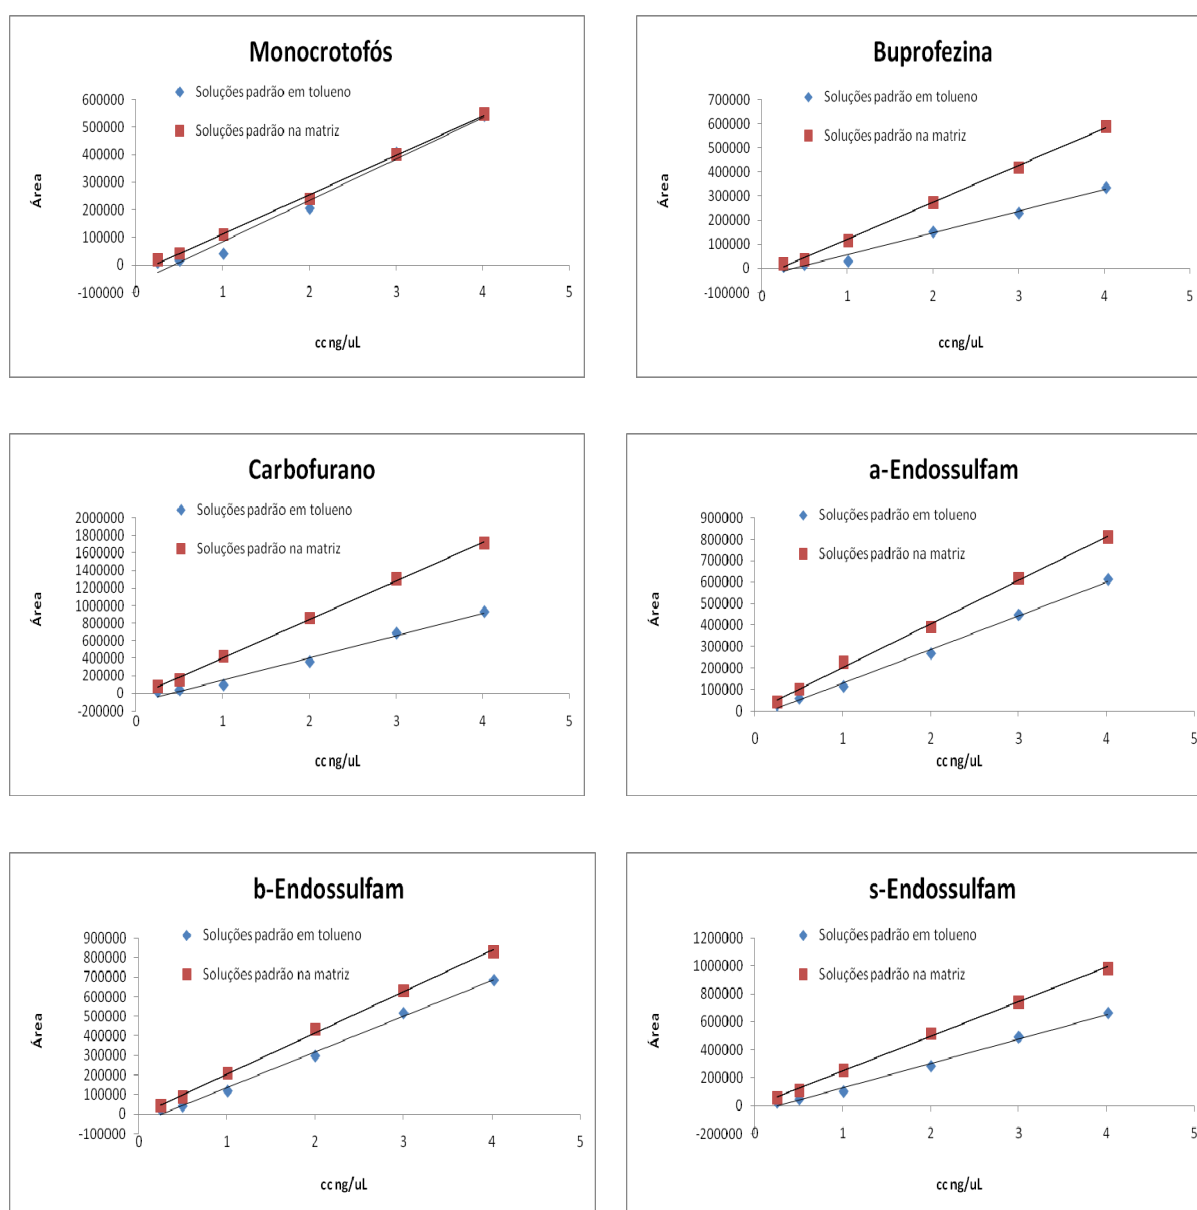 Monocrotofós
Soluções padrão em tolueno
Soluções padrão na matriz
600000
500000
400000
300000
200000
100000
0
-100000
0 1 2 3 4 5
Área
cc ng/uL
Buprofezina
Soluções padrão em tolueno
Soluções padrão na matriz
700000
600000
500000
400000
300000
200000
100000
0
-100000
0 1 2 3 4 5
Área
cc ng/uL
Carbofurano
Soluções padrão em tolueno
Soluções padrão na matriz
2000000
1800000
1600000
1400000
1200000
1000000
800000
600000
400000
200000
0
-200000
0 1 2 3 4 5
Área
cc ng/uL
a-Endossulfam
Soluções padrão em tolueno
Soluções padrão na matriz
900000
800000
700000
600000
500000
400000
300000
200000
100000
0
0 1 2 3 4 5
Área
cc ng/uL
b-Endossulfam
Soluções padrão em tolueno
Soluções padrão na matriz
900000
800000
700000
600000
500000
400000
300000
200000
100000
0
-100000
0 1 2 3 4 5
Área
cc ng/uL
s-Endossulfam
Soluções padrão em tolueno
Soluções padrão na matriz
1200000
1000000
800000
600000
400000
200000
0
-200000
0 1 2 3 4 5
Área
cc ng/uL